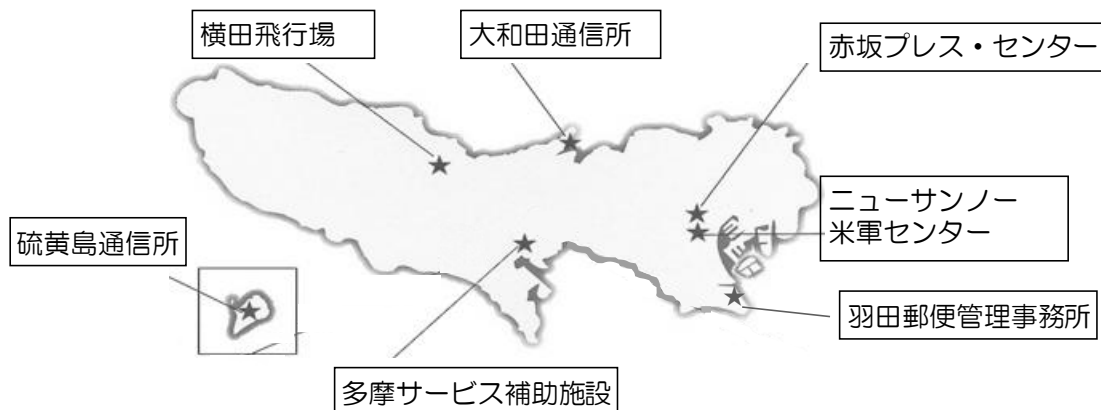 横田飛行場
大和田通信所
赤坂プレス・センター
ニューサンノー
米軍センター
硫黄島通信所
羽田郵便管理事務所
多摩サービス補助施設